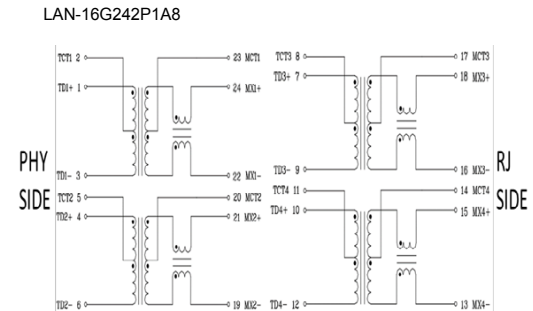 LAN-16G242P1A8
TCT1 2
23 MCT1
TCT3 8
17 MCT3
TD1+ 1
24 MX1+
TD3+ 7
18 MX3+
PHY
SIDE
RJ
SIDE
TD1- 3
22 MX1-
TD3- 9
16 MX3-
TCT2 5
20 MCT2
TCT4 11
14 MCT4
TD2+ 4
21 MX2+
TD4+ 10
15 MX4+
TD2- 6
19 MX2-
TD4- 12
13 MX4-